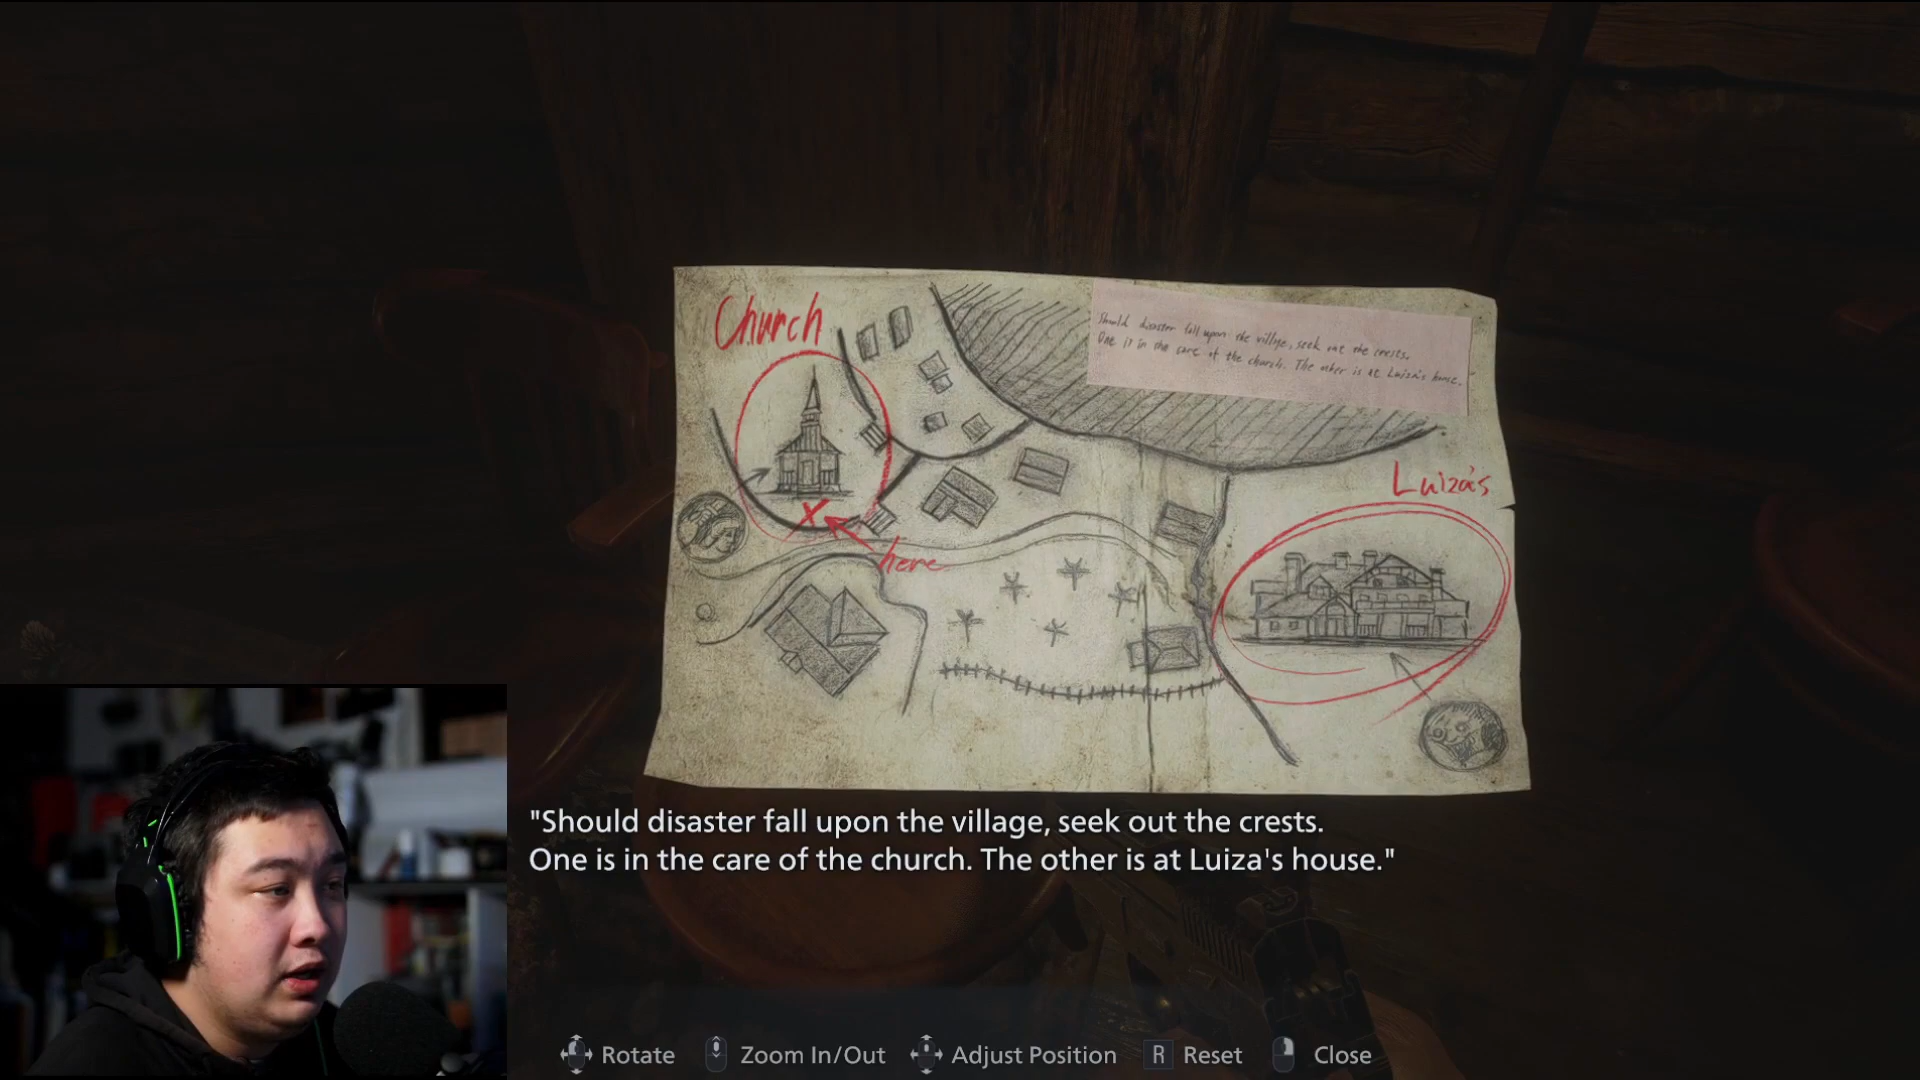 Church
Should disaster fall upon the village, seek out the crests.
One is in the care of the church. The other is at Luiza's house.
Luiza's
X
here
"Should disaster fall upon the village, seek out the crests.
One is in the care of the church. The other is at Luiza's house."
Rotate Zoom In/Out Adjust Position R Reset Close